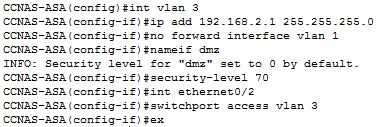 CCNAS-ASA(config)#int vlan 3
CCNAS-ASA(config-if)#ip add 192.168.2.1 255.255.255.0
CCNAS-ASA(config-if)#no forward interface vlan 1
CCNAS-ASA(config-if)#nameif dmz
INFO: Security level for "dmz" set to 0 by default.
CCNAS-ASA(config-if)#security-level 70
CCNAS-ASA(config-if)#int ethernet0/2
CCNAS-ASA(config-if)#switchport access vlan 3
CCNAS-ASA(config-if)#ex